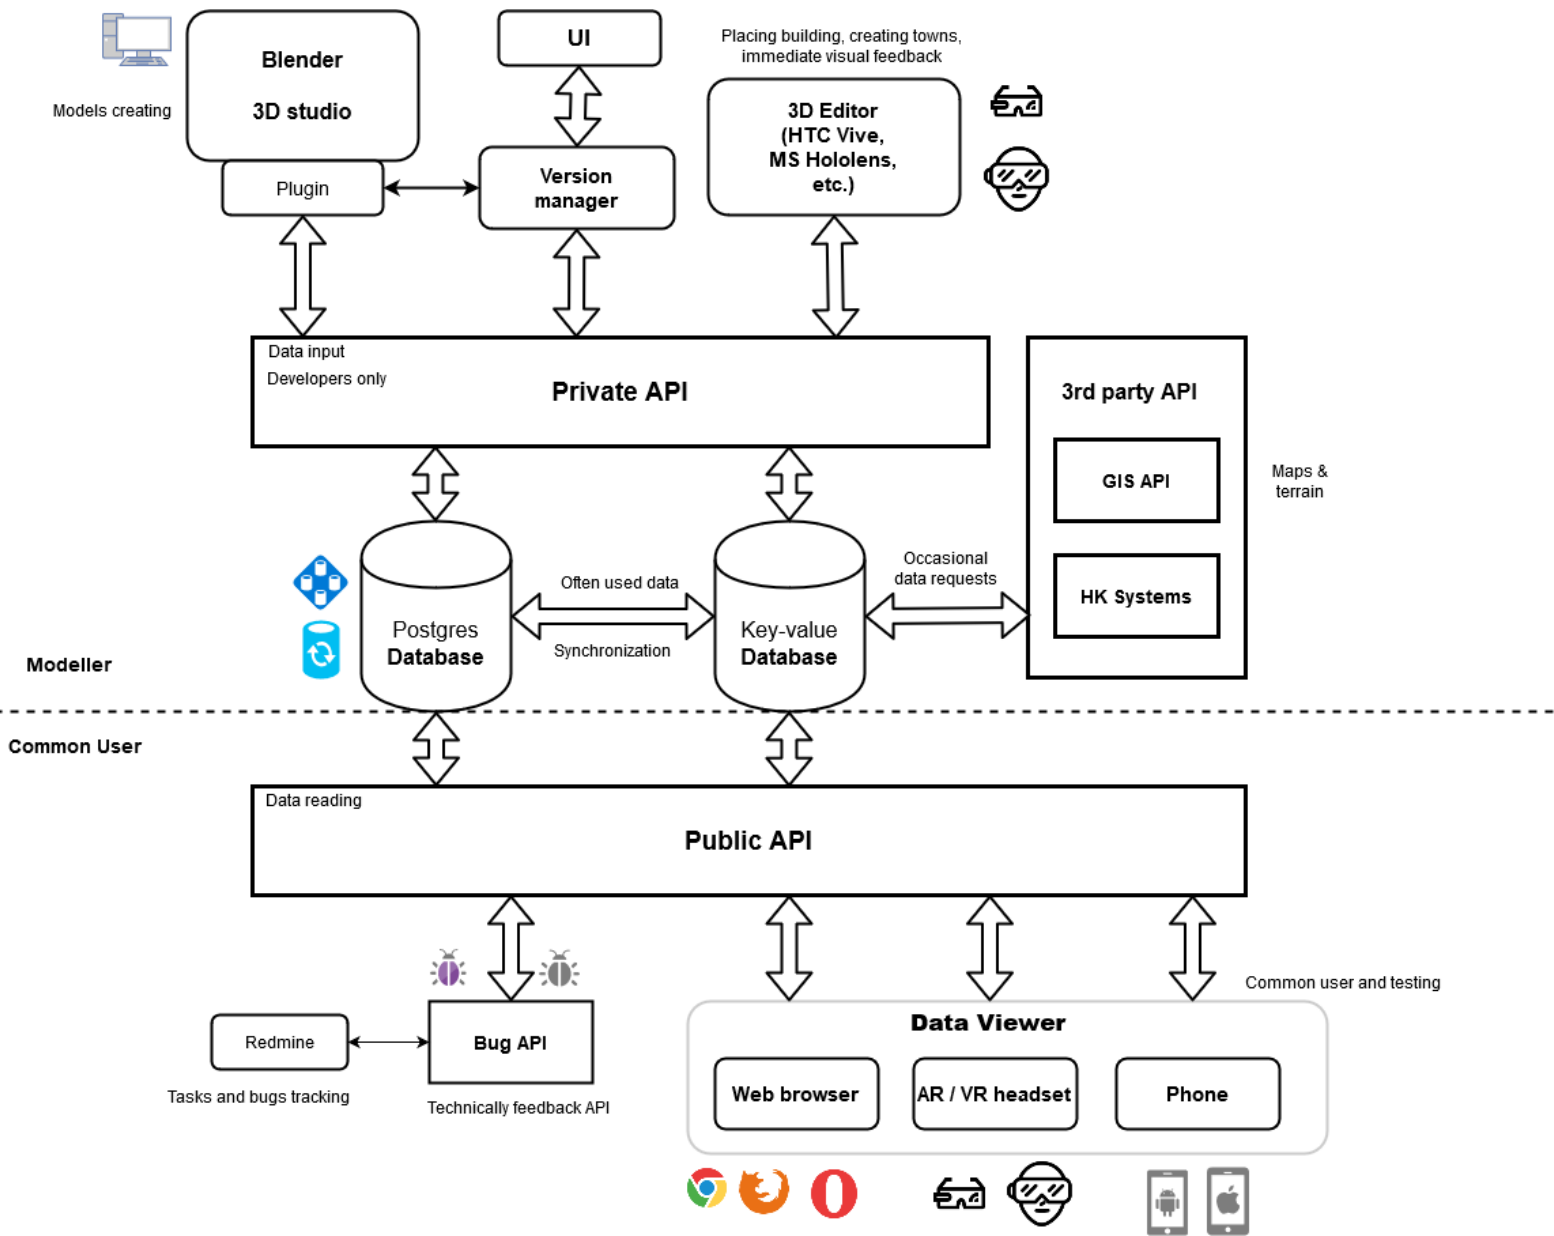 Models creating
Blender
3D studio
Plugin
UI
Version
manager
Placing building, creating towns,
immediate visual feedback
3D Editor
(HTC Vive,
MS Hololens,
etc.)
Data input
Developers only
Private API
3rd party API
GIS API
HK Systems
Maps &
terrain
Postgres
Database
Often used data
Synchronization
Key-value
Database
Occasional
data requests
Modeller
Common User
Data reading
Public API
Redmine
Tasks and bugs tracking
Bug API
Technically feedback API
Common user and testing
Data Viewer
Web browser
AR / VR headset
Phone